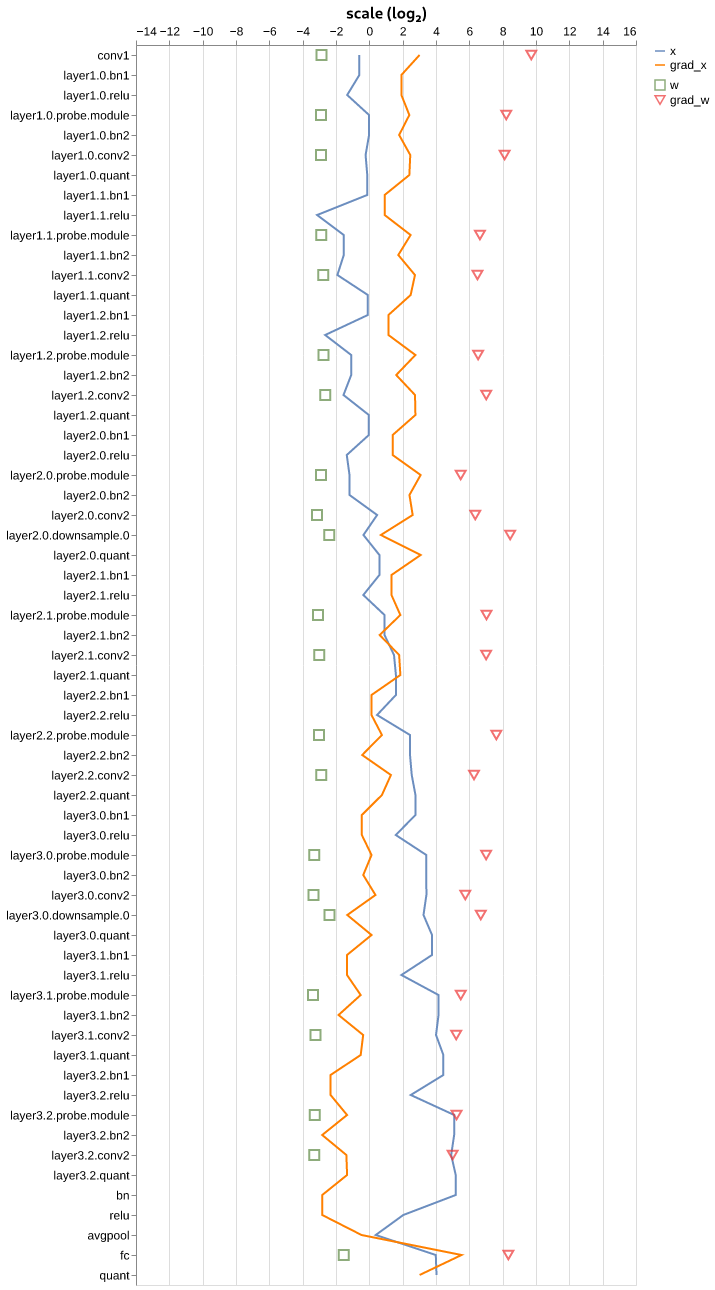 scale (log₂)
−14 −12 −10 −8 −6 −4 −2 0 2 4 6 8 10 12 14 16
x
grad_x
w
grad_w
conv1
layer1.0.bn1
layer1.0.relu
layer1.0.probe.module
layer1.0.bn2
layer1.0.conv2
layer1.0.quant
layer1.1.bn1
layer1.1.relu
layer1.1.probe.module
layer1.1.bn2
layer1.1.conv2
layer1.1.quant
layer1.2.bn1
layer1.2.relu
layer1.2.probe.module
layer1.2.bn2
layer1.2.conv2
layer1.2.quant
layer2.0.bn1
layer2.0.relu
layer2.0.probe.module
layer2.0.bn2
layer2.0.conv2
layer2.0.downsample.0
layer2.0.quant
layer2.1.bn1
layer2.1.relu
layer2.1.probe.module
layer2.1.bn2
layer2.1.conv2
layer2.1.quant
layer2.2.bn1
layer2.2.relu
layer2.2.probe.module
layer2.2.bn2
layer2.2.conv2
layer2.2.quant
layer3.0.bn1
layer3.0.relu
layer3.0.probe.module
layer3.0.bn2
layer3.0.conv2
layer3.0.downsample.0
layer3.0.quant
layer3.1.bn1
layer3.1.relu
layer3.1.probe.module
layer3.1.bn2
layer3.1.conv2
layer3.1.quant
layer3.2.bn1
layer3.2.relu
layer3.2.probe.module
layer3.2.bn2
layer3.2.conv2
layer3.2.quant
bn
relu
avgpool
fc
quant